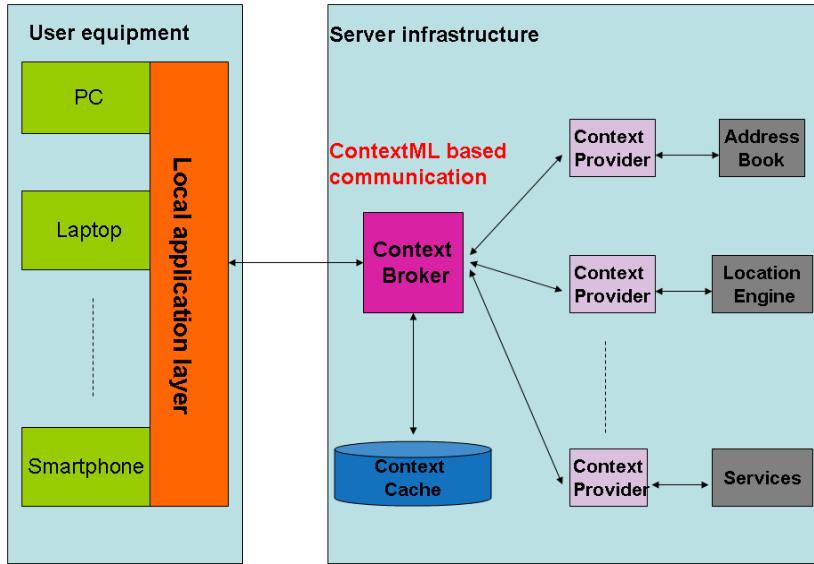 User equipment
PC
Laptop
Smartphone
Local application layer
Server infrastructure
ContextML based
communication
Context
Broker
Context
Cache
Context
Provider
Address
Book
Context
Provider
Location
Engine
Context
Provider
Services